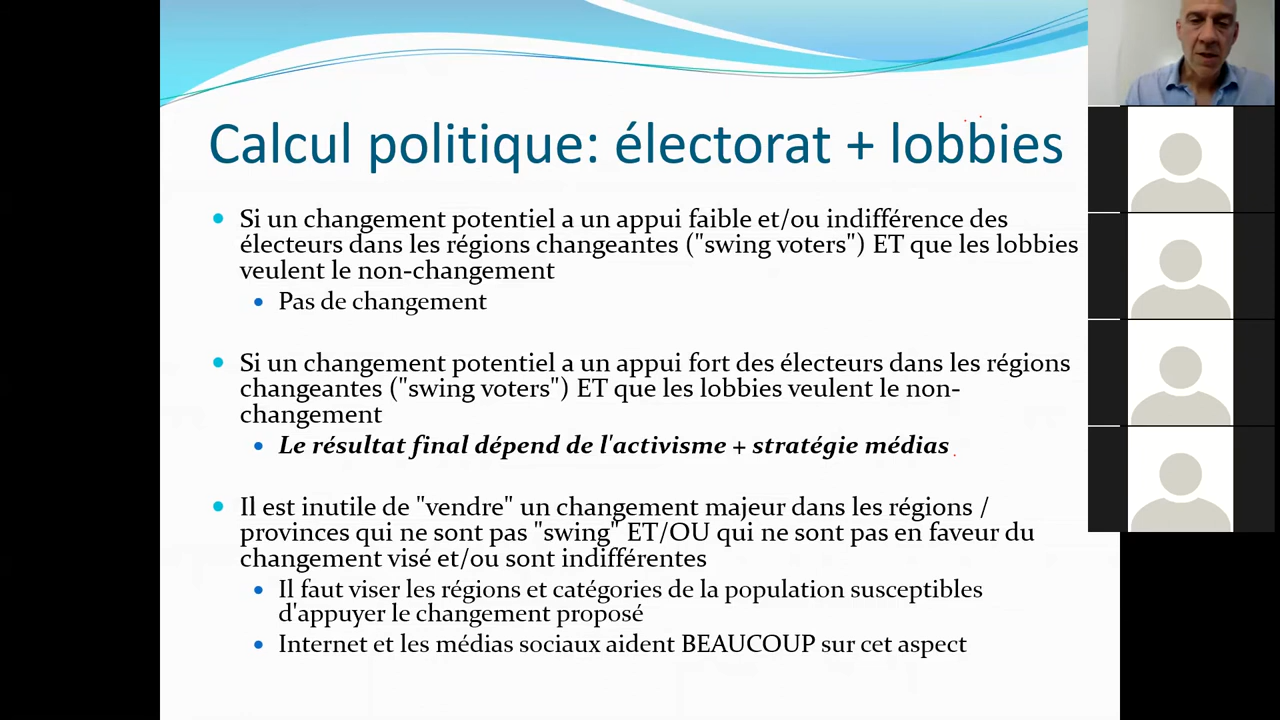 Calcul politique: électorat + lobbies
Si un changement potentiel a un appui faible et/ou indifférence des
électeurs dans les régions changeantes ("swing voters") ET que les lobbies
veulent le non-changement
Pas de changement
Si un changement potentiel a un appui fort des électeurs dans les régions
changeantes ("swing voters") ET que les lobbies veulent le non-
changement
Le résultat final dépend de l'activisme + stratégie médias
Il est inutile de "vendre" un changement majeur dans les régions /
provinces qui ne sont pas "swing" ET/OU qui ne sont pas en faveur du
changement visé et/ou sont indifférentes
Il faut viser les régions et catégories de la population susceptibles
d'appuyer le changement proposé
Internet et les médias sociaux aident BEAUCOUP sur cet aspect